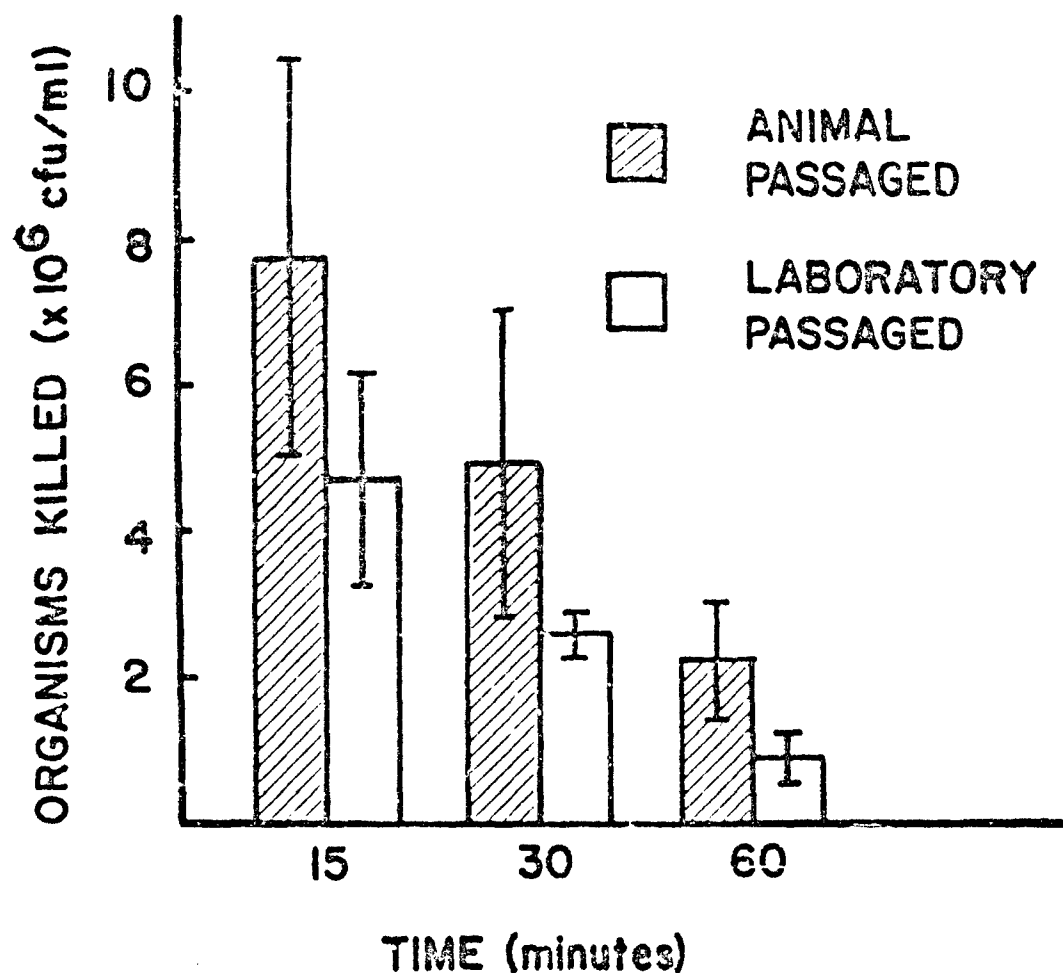 ORGANISMS KILLED (x10⁶ cfu/ml)
10
8
6
4
2
ANIMAL
PASSAGED
LABORATORY
PASSAGED
15 30 60
TIME (minutes)